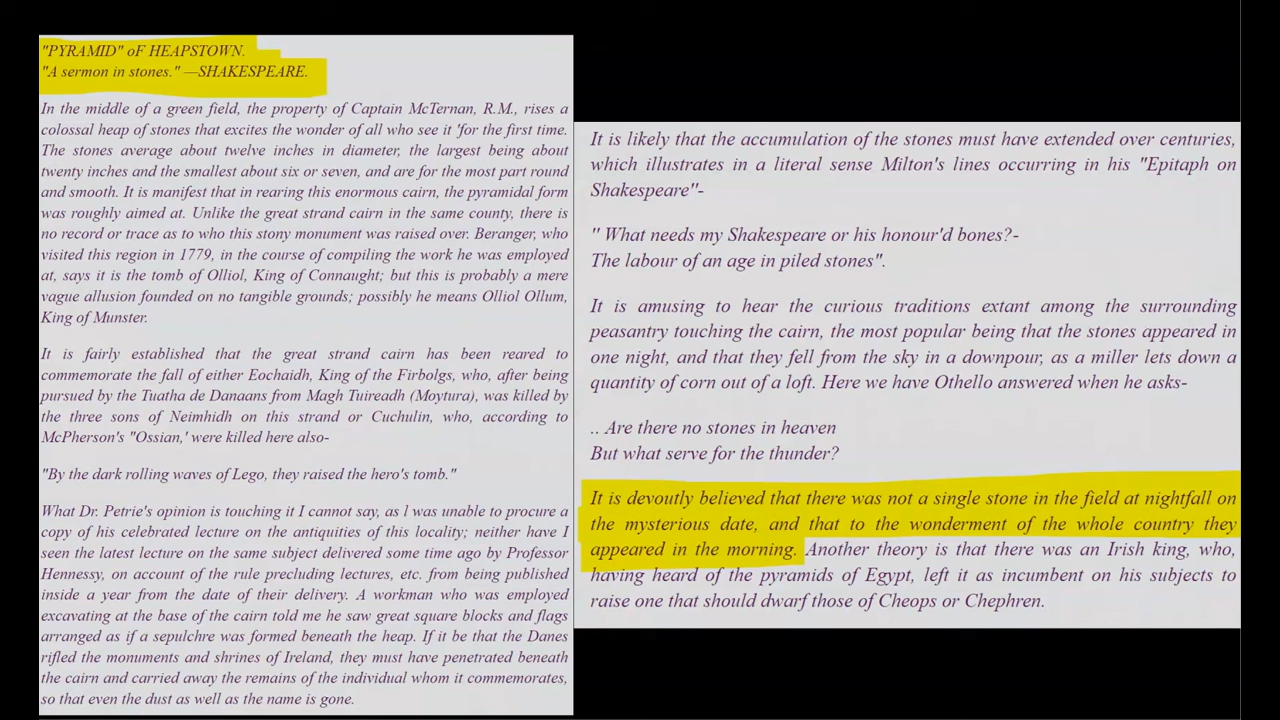 "PYRAMID" oF HEAPSTOWN.
"A sermon in stones." —SHAKESPEARE.
In the middle of a green field, the property of Captain McTernan, R.M., rises a
colossal heap of stones that excites the wonder of all who see it 'for the first time.
The stones average about twelve inches in diameter, the largest being about
twenty inches and the smallest about six or seven, and are for the most part round
and smooth. It is manifest that in rearing this enormous cairn, the pyramidal form
was roughly aimed at. Unlike the great strand cairn in the same county, there is
no record or trace as to who this stony monument was raised over. Beranger, who
visited this region in 1779, in the course of compiling the work he was employed
at, says it is the tomb of Olliol, King of Connaught; but this is probably a mere
vague allusion founded on no tangible grounds; possibly he means Olliol Ollum,
King of Munster.
It is fairly established that the great strand cairn has been reared to
commemorate the fall of either Eochaidh, King of the Firbolgs, who, after being
pursued by the Tuatha de Danaans from Magh Tuireadh (Moytura), was killed by
the three sons of Neimhidh on this strand or Cuchulin, who, according to
McPherson's "Ossian,' were killed here also-
"By the dark rolling waves of Lego, they raised the hero's tomb."
What Dr. Petrie's opinion is touching it I cannot say, as l was unable to procure a
copy of his celebrated lecture on the antiquities of this locality; neither have I
seen the latest lecture on the same subject delivered some time ago by Professor
Hennessy, on account of the rule precluding lectures, etc. from being published
inside a year from the date of their delivery. A workman who was employed
excavating at the base of the cairn told me he saw great square blocks and flags
arranged as if a sepulchre was formed beneath the heap. If it be that the Danes
rifled the monuments and shrines of Ireland, they must have penetrated beneath
the cairn and carried away the remains of the individual whom it commemorates,
so that even the dust as well as the name is gone.
It is likely that the accumulation of the stones must have extended over centuries,
which illustrates in a literal sense Milton's lines occurring in his "Epitaph on
Shakespeare"-
" What needs my Shakespeare or his honour'd bones?-
The labour of an age in piled stones".
It is amusing to hear the curious traditions extant among the surrounding
peasantry touching the cairn, the most popular being that the stones appeared in
one night, and that they fell from the sky in a downpour, as a miller lets down a
quantity of corn out of a loft. Here we have Othello answered when he asks-
.. Are there no stones in heaven
But what serve for the thunder?
It is devoutly believed that there was not a single stone in the field at nightfall on
the mysterious date, and that to the wonderment of the whole country they
appeared in the morning. Another theory is that there was an Irish king, who,
having heard of the pyramids of Egypt, left it as incumbent on his subjects to
raise one that should dwarf those of Cheops or Chephren.